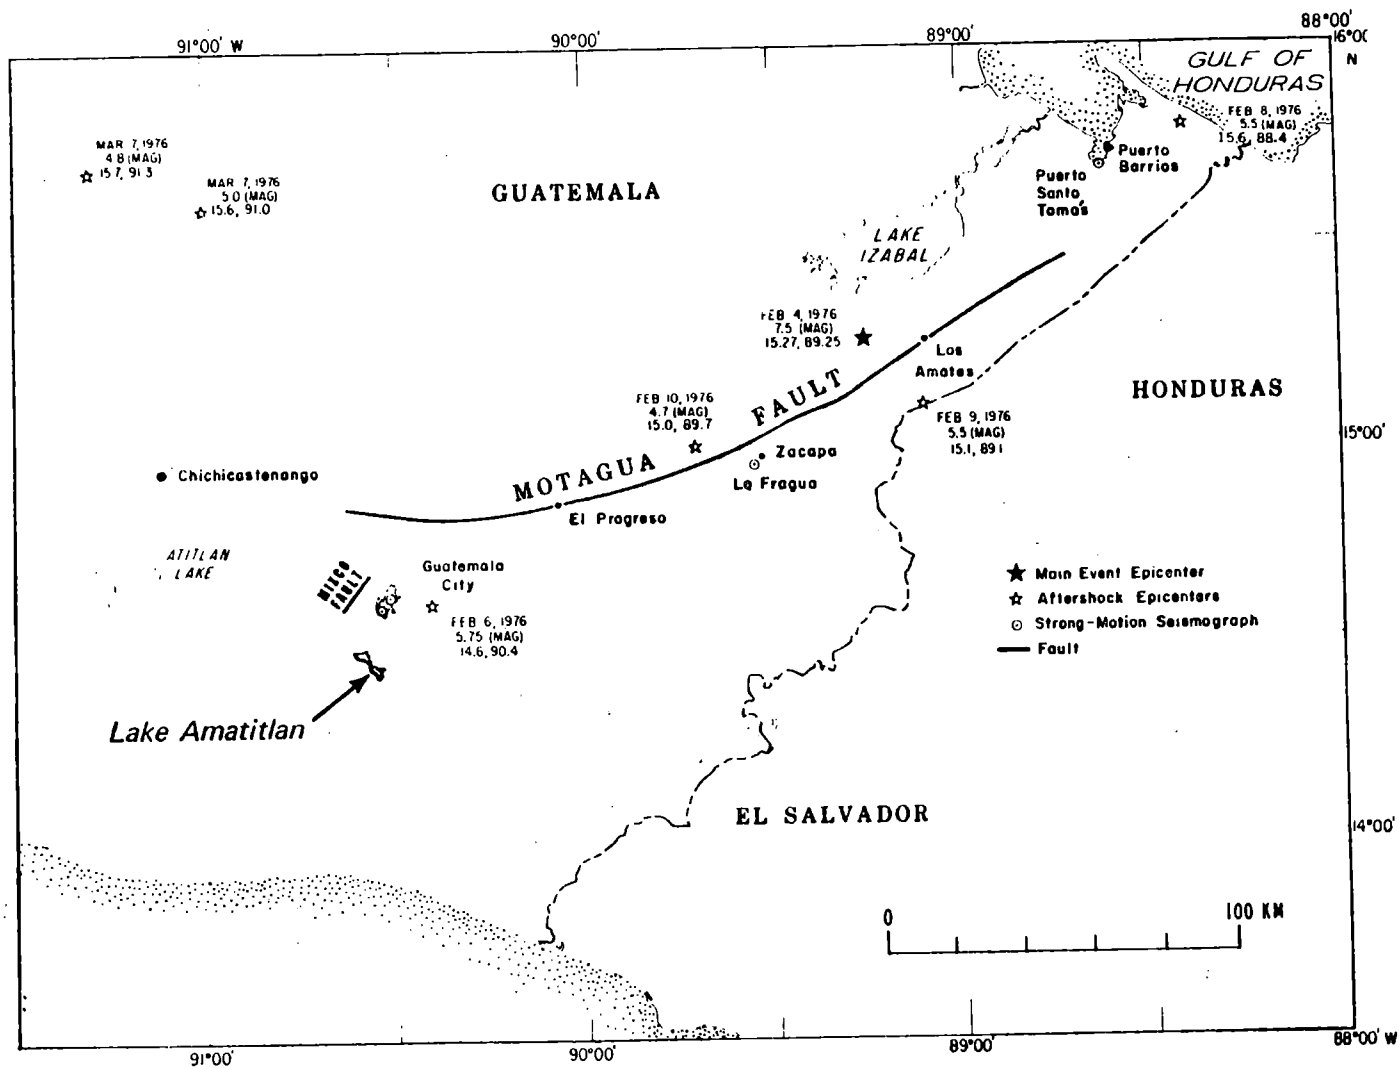 91°00' W
90°00'
89°00'
88°00'
16°00'
N
GULF OF
HONDURAS
FEB 8, 1976
5.5 (MAG)
15.6, 88.4
MAR 7, 1976
4.8 (MAG)
15.7, 91.3
MAR 7, 1976
5.0 (MAG)
15.6, 91.0
GUATEMALA
Puerto
Barrios
Puerto
Santo
Tomás
LAKE
IZABAL
FEB 4, 1976
7.5 (MAG)
15.27, 89.25
Los
Amates
HONDURAS
FEB 10, 1976
4.7 (MAG)
15.0, 89.7
MOTAGUA FAULT
FEB 9, 1976
5.5 (MAG)
15.1, 89.1
15°00'
Chichicastenango
Zacapa
La Fragua
El Progreso
ATITLAN
LAKE
MIXCO
FAULT
Guatemala
City
FEB 6, 1976
5.75 (MAG)
14.6, 90.4
Main Event Epicenter
Aftershock Epicenters
Strong-Motion Seismograph
Fault
Lake Amatitlan
EL SALVADOR
14°00'
0 100 KM
91°00'
90°00'
89°00'
88°00' W